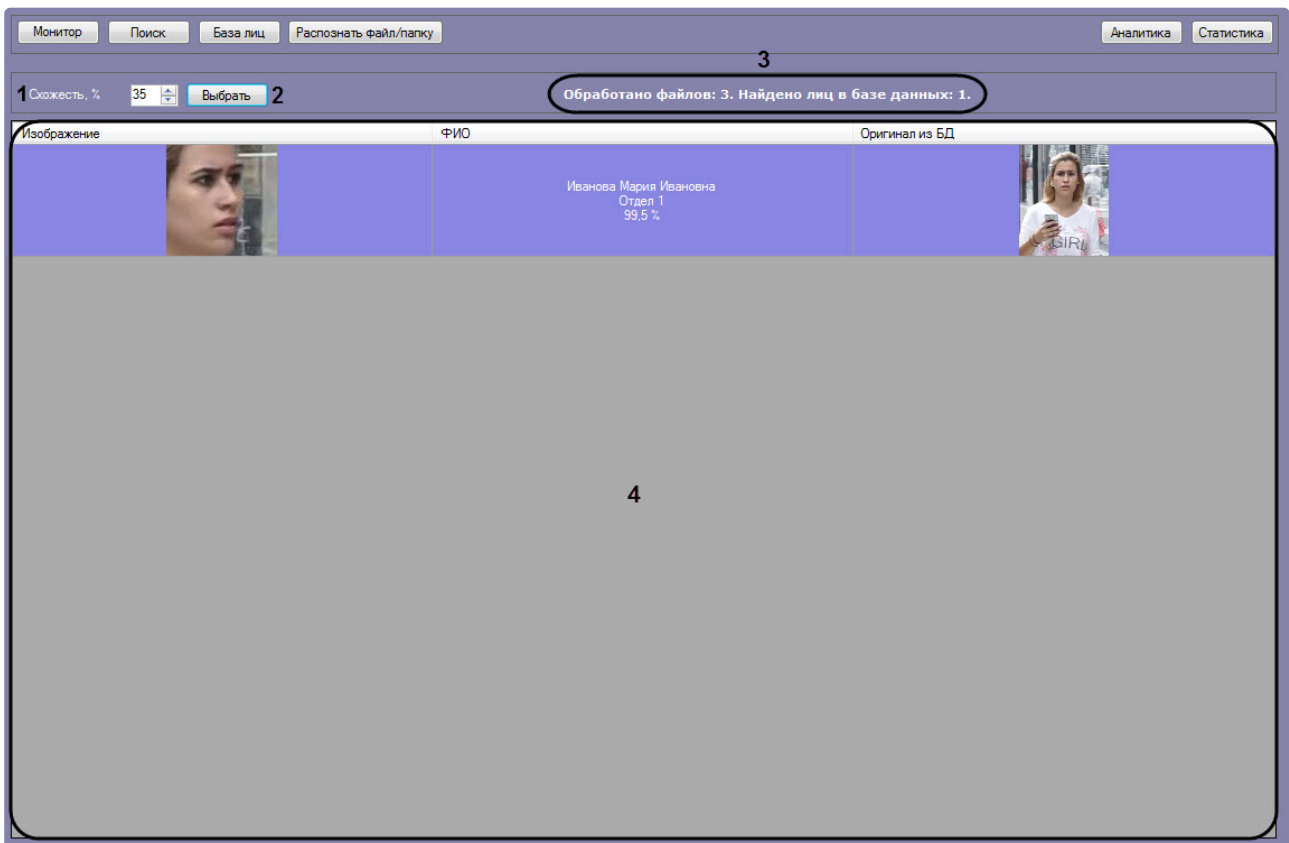 Монитор Поиск База лиц Распознать файл/папку Аналитика Статистика
3
1 Схожесть, % 35 Выбрать 2 Обработано файлов: 3. Найдено лиц в базе данных: 1.
Изображение ФИО Оригинал из БД
Иванова Мария Ивановна
Отдел 1
99,5 %
GIRL
4